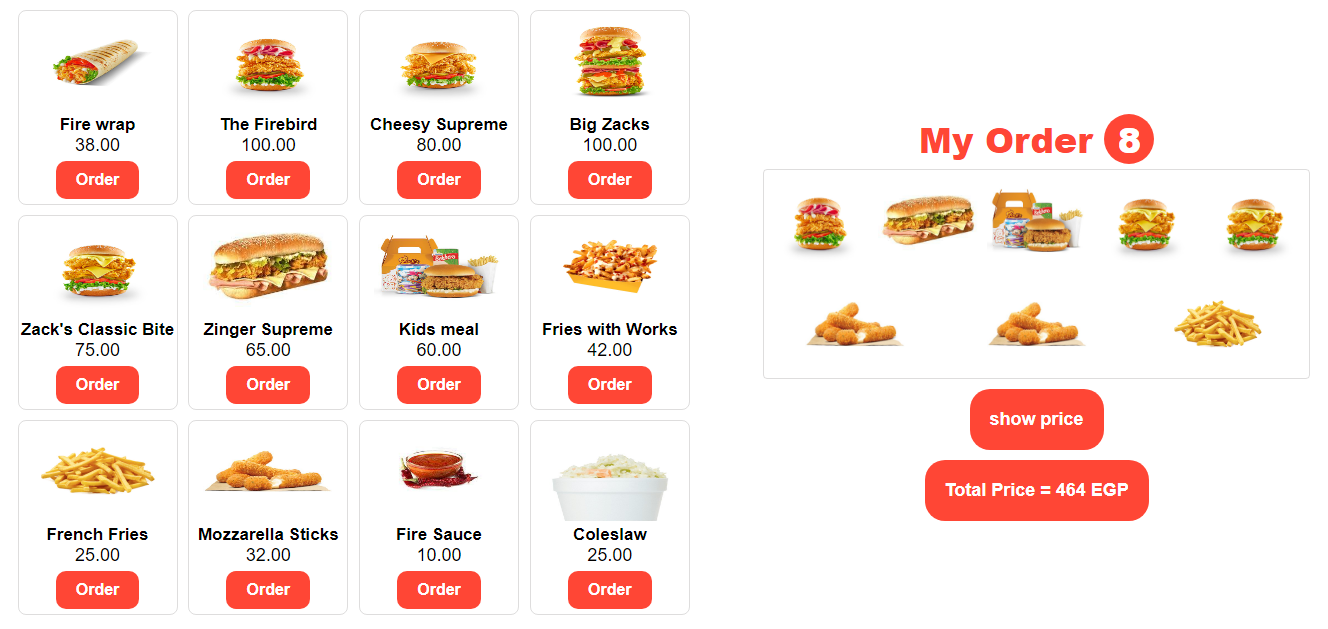 Fire wrap
38.00
Order
The Firebird
100.00
Order
Cheesy Supreme
80.00
Order
Big Zacks
100.00
Order
Zack's Classic Bite
75.00
Order
Zinger Supreme
65.00
Order
Kids meal
60.00
Order
Fries with Works
42.00
Order
French Fries
25.00
Order
Mozzarella Sticks
32.00
Order
Fire Sauce
10.00
Order
Coleslaw
25.00
Order
My Order 8
show price
Total Price = 464 EGP